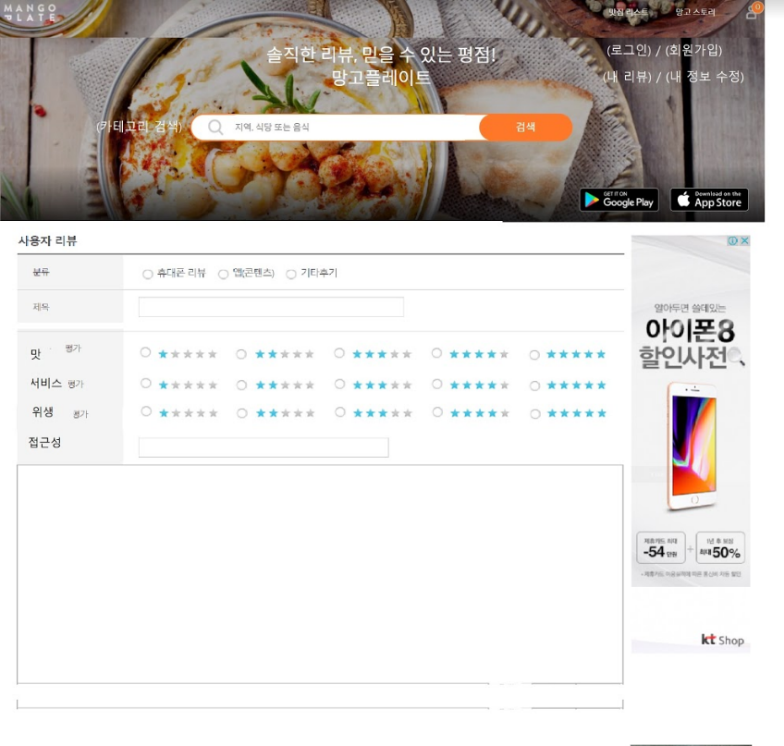 MANGO
PLATE
맛집 리스트
망고 스토리
0
솔직한 리뷰, 믿을 수 있는 평점!
망고플레이트
(로그인) / (회원가입)
(내 리뷰) / (내 정보 수정)
(카테고리 검색)
지역, 식당 또는 음식
검색
GET IT ON
Google Play
Download on the
App Store
사용자 리뷰
분류
휴대폰 리뷰
앱(콘텐츠)
기타후기
제목
맛 평가
서비스 평가
위생 평가
접근성
알아두면 쓸데있는
아이폰8
할인사전
제휴카드 최대
-54만원
+
1년 후 보장
최대50%
kt Shop